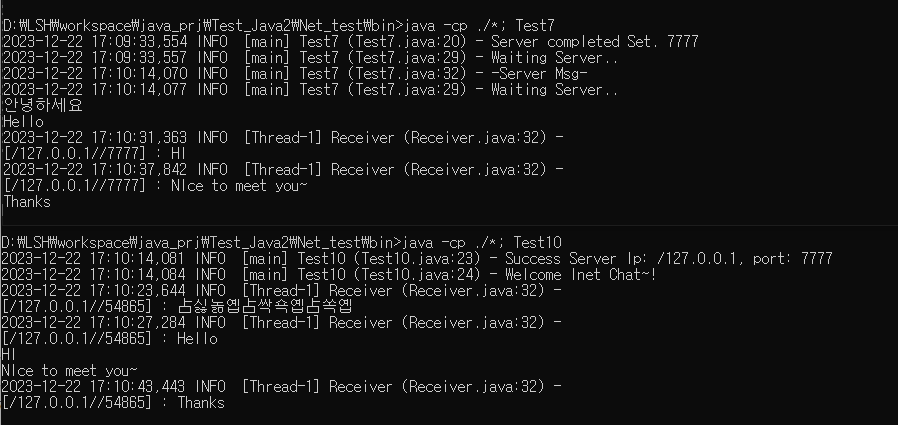 D:₩LSH₩workspace₩java_prj₩Test_Java2₩Net_test₩bin>java -cp ./*; Test7
2023-12-22 17:09:33,554 INFO  [main] Test7 (Test7.java:20) - Server completed Set. 7777
2023-12-22 17:09:33,557 INFO  [main] Test7 (Test7.java:29) - Waiting Server..
2023-12-22 17:10:14,070 INFO  [main] Test7 (Test7.java:32) - -Server Msg-
2023-12-22 17:10:14,077 INFO  [main] Test7 (Test7.java:29) - Waiting Server..
안녕하세요
Hello
2023-12-22 17:10:31,363 INFO  [Thread-1] Receiver (Receiver.java:32) -
[/127.0.0.1//7777] : HI
2023-12-22 17:10:37,842 INFO  [Thread-1] Receiver (Receiver.java:32) -
[/127.0.0.1//7777] : NIce to meet you~
Thanks
D:₩LSH₩workspace₩java_prj₩Test_Java2₩Net_test₩bin>java -cp ./*; Test10
2023-12-22 17:10:14,081 INFO  [main] Test10 (Test10.java:23) - Success Server Ip: /127.0.0.1, port: 7777
2023-12-22 17:10:14,084 INFO  [main] Test10 (Test10.java:24) - Welcome Inet Chat~!
2023-12-22 17:10:23,644 INFO  [Thread-1] Receiver (Receiver.java:32) -
[/127.0.0.1//54865] :
2023-12-22 17:10:27,284 INFO  [Thread-1] Receiver (Receiver.java:32) -
[/127.0.0.1//54865] : Hello
HI
NIce to meet you~
2023-12-22 17:10:43,443 INFO  [Thread-1] Receiver (Receiver.java:32) -
[/127.0.0.1//54865] : Thanks